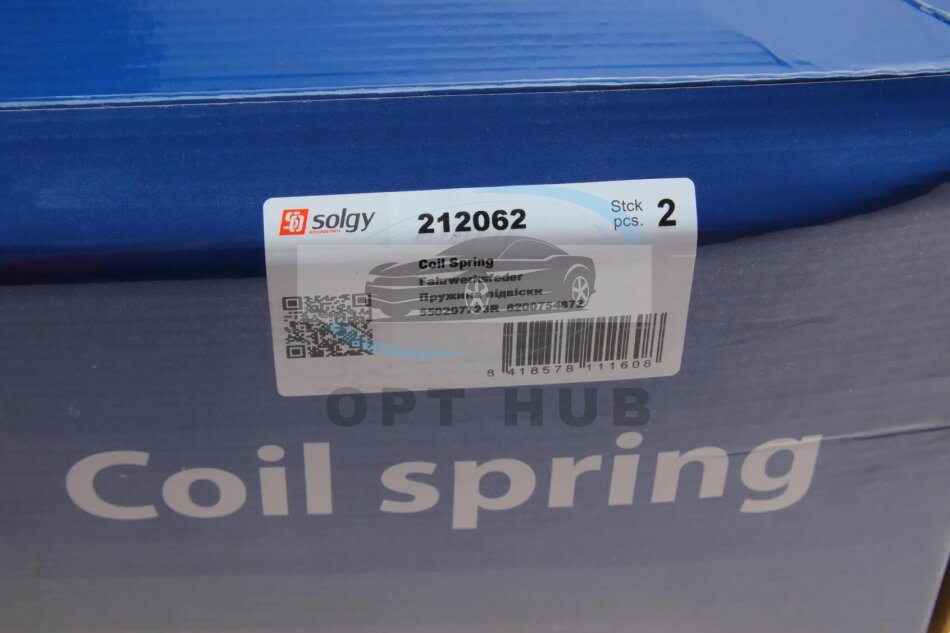 solgy
212062
Stck
pcs. 2
Coil Spring
Fahrwerksfeder
Пружина підвіски
8 418578 111608
OPT HUB
Coil spring